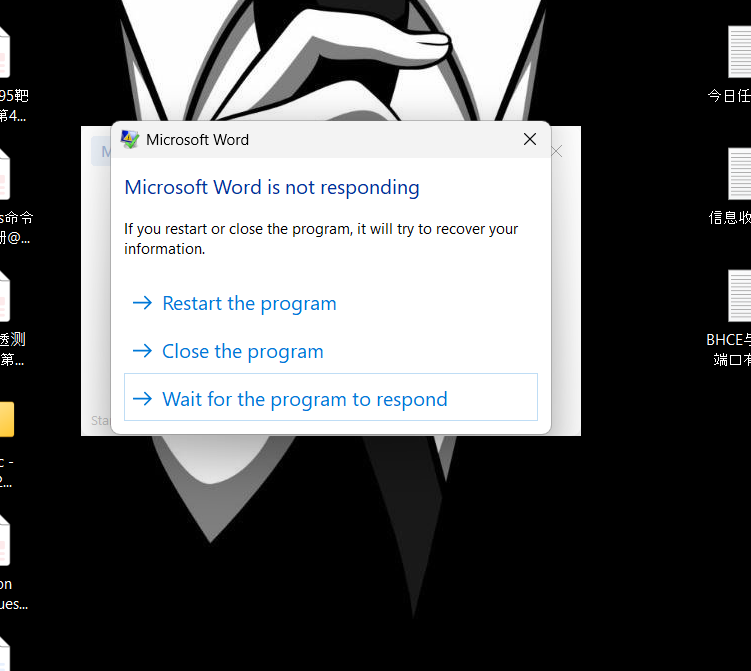 95靶
第4...
今日任
Microsoft Word
Microsoft Word is not responding
If you restart or close the program, it will try to recover your
information.
s命令
册@...
信息收
Restart the program
Close the program
Wait for the program to respond
透测
第...
BHCE与
端口有
Sta
c -
2...
on
ues...